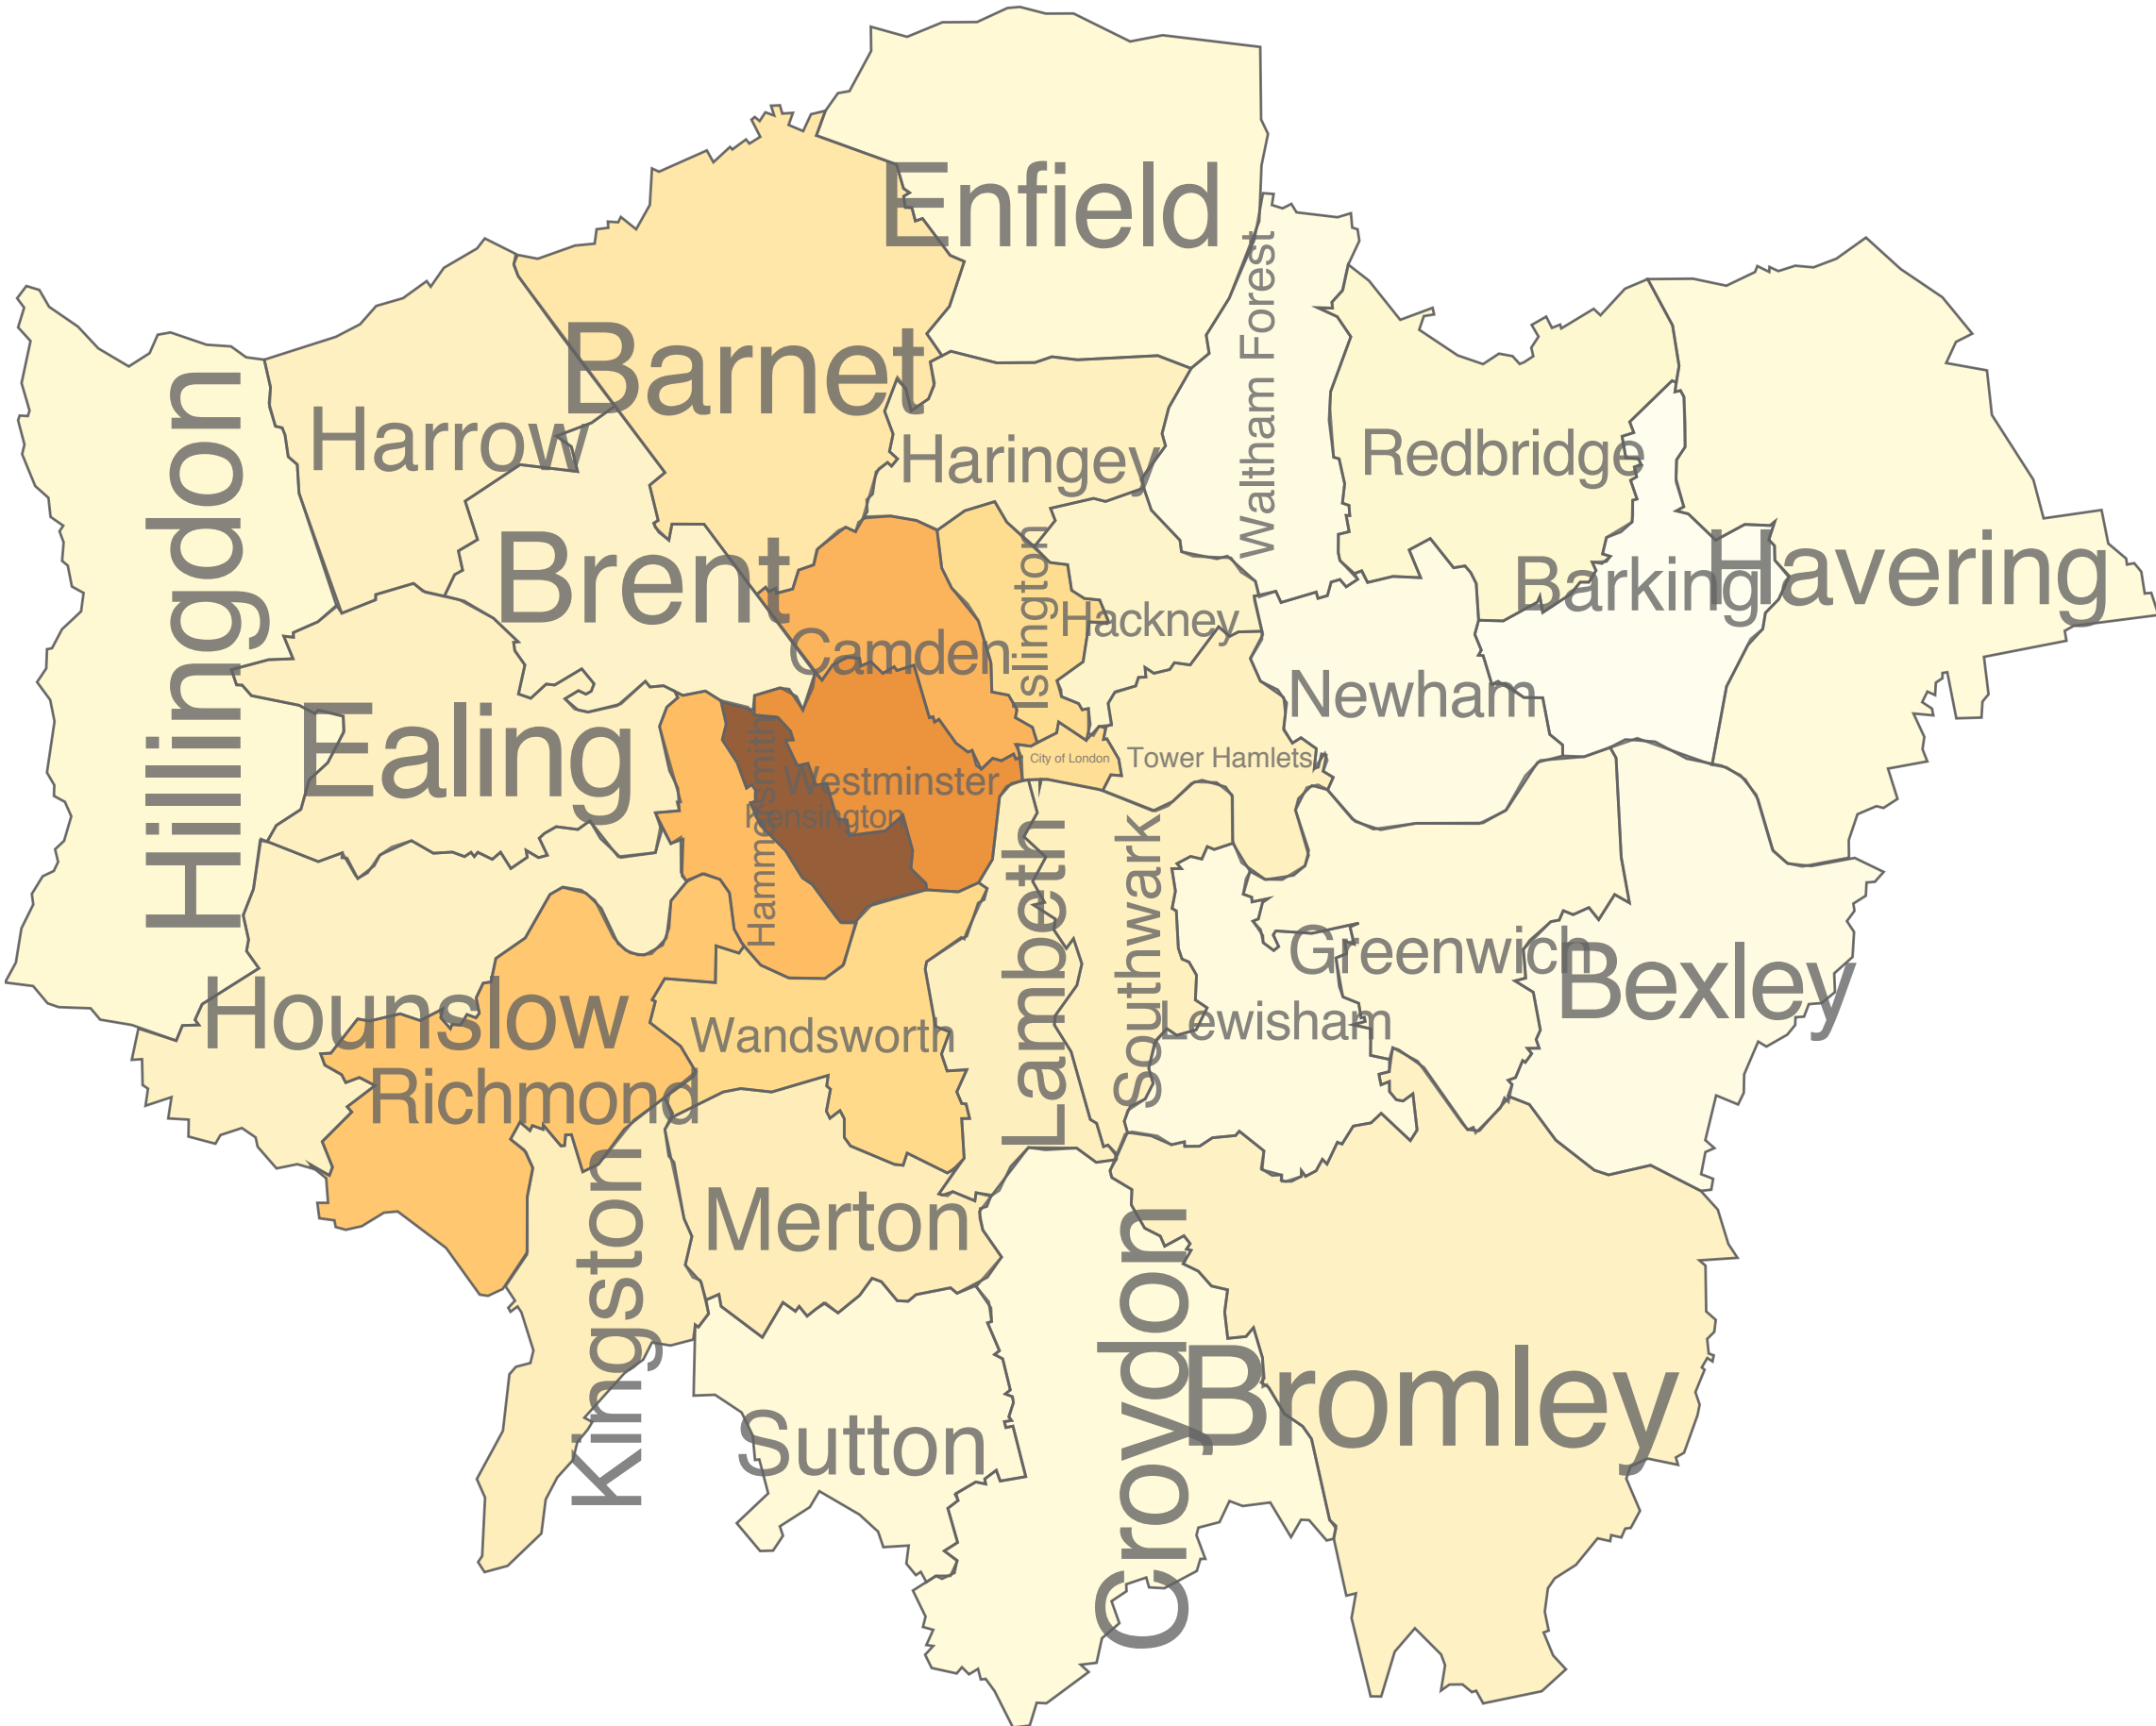 Enfield
Waltham Forest
Barnet
Harrow
Haringey
Redbridge
Hillingdon
Brent
Islington
Hackney
Barking
Havering
Camden
Newham
Ealing
Hammersmith
Westminster
Kensington
City of London
Tower Hamlets
Lambeth
Southwark
Greenwich
Bexley
Hounslow
Wandsworth
Lewisham
Richmond
Merton
Kingston
Croydon
Bromley
Sutton